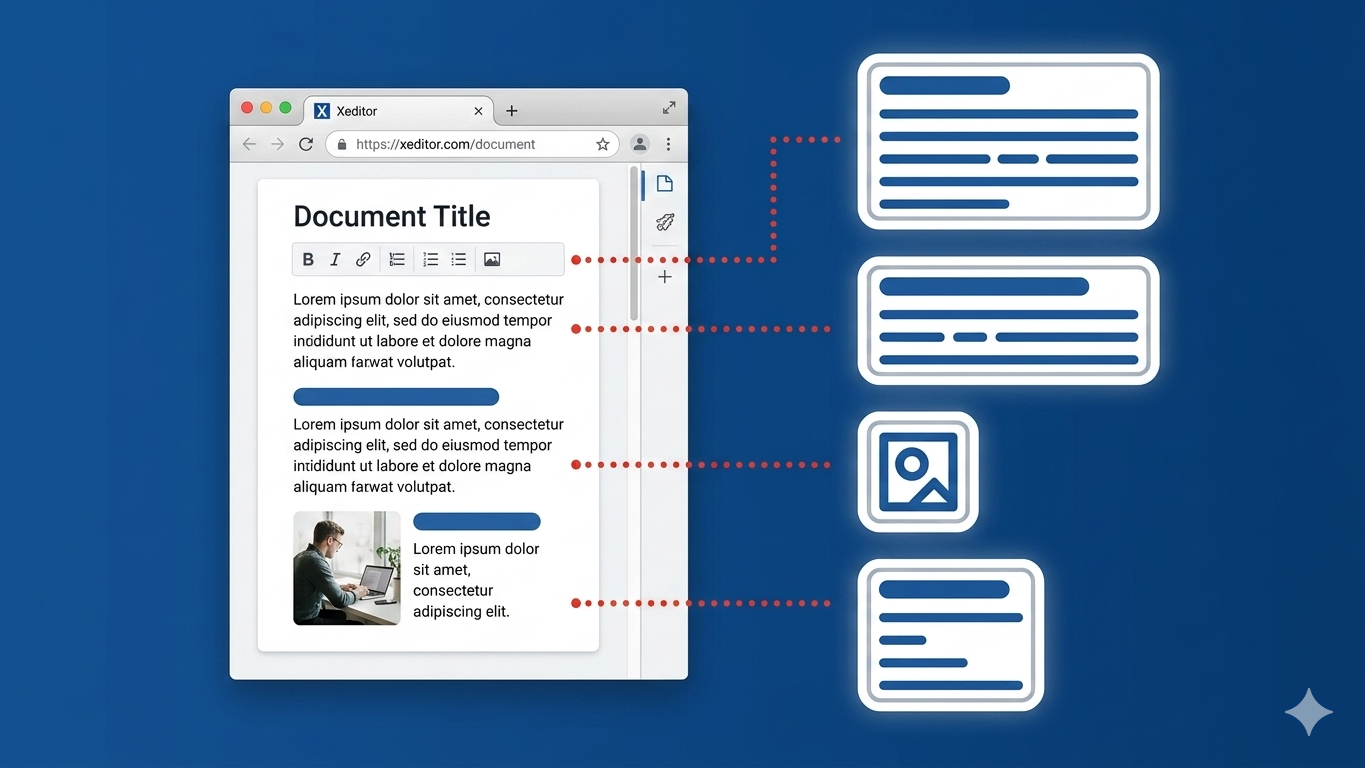 X Xeditor
https://xeditor.com/document
Document Title
B I
Lorem ipsum dolor sit amet, consectetur
adipiscing elit, sed do eiusmod tempor
incididunt ut labore et dolore magna
aliquam farwat volutpat.
Lorem ipsum dolor sit amet, consectetur
adipiscing elit, sed do eiusmod tempor
intididunt ut labore et dolore magna
aliquam farwat volutpat.
Lorem ipsum dolor
sit amet,
consectetur
adipiscing elit.